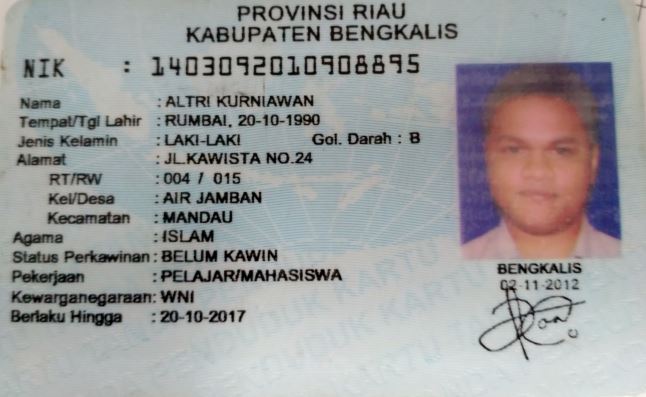 PROVINSI RIAU
KABUPATEN BENGKALIS
NIK : 1403092010908895
Nama : ALTRI KURNIAWAN
Tempat/Tgl Lahir : RUMBAI, 20-10-1990
Jenis Kelamin : LAKI-LAKI Gol. Darah : B
Alamat : JL.KAWISTA NO.24
RT/RW : 004 / 015
Kel/Desa : AIR JAMBAN
Kecamatan : MANDAU
Agama : ISLAM
Status Perkawinan : BELUM KAWIN
Pekerjaan : PELAJAR/MAHASISWA
Kewarganegaraan: WNI
Berlaku Hingga : 20-10-2017
BENGKALIS
02-11-2012